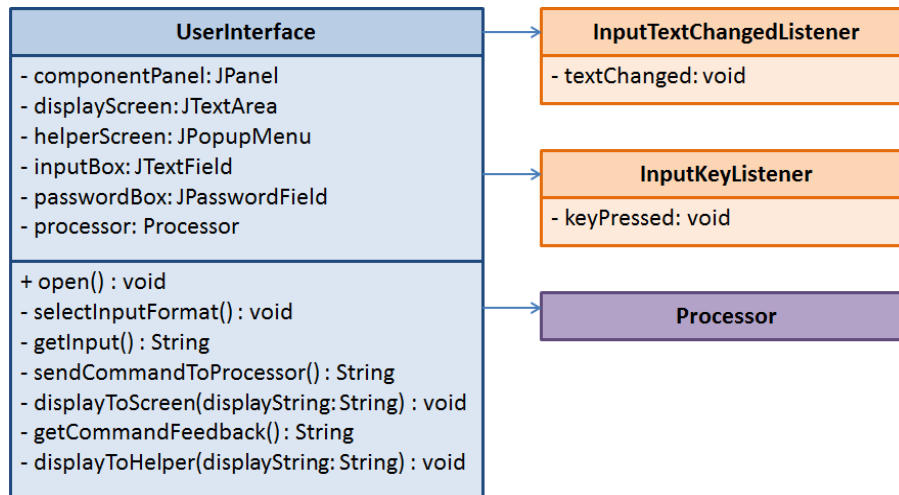 UserInterface
- componentPanel: JPanel
- displayScreen: JTextArea
- helperScreen: JPopupMenu
- inputBox: JTextField
- passwordBox: JPasswordField
- processor: Processor
+ open() : void
- selectInputFormat() : void
- getInput() : String
- sendCommandToProcessor() : String
- displayToScreen(displayString: String) : void
- getCommandFeedback() : String
- displayToHelper(displayString: String) : void
InputTextChangedListener
- textChanged: void
InputKeyListener
- keyPressed: void
Processor